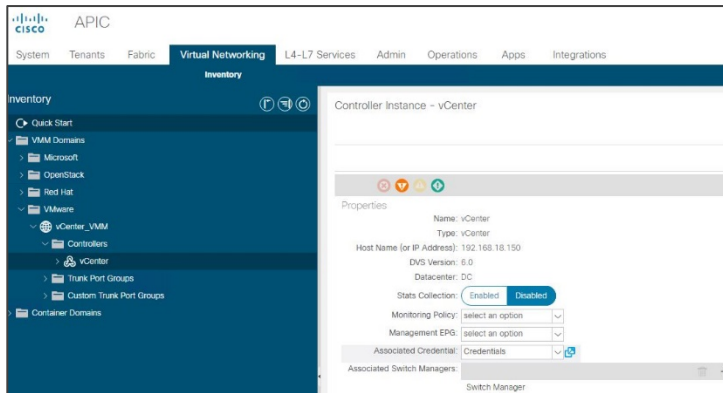 CISCO APIC
System Tenants Fabric Virtual Networking L4-L7 Services Admin Operations Apps Integrations
Inventory
Inventory
Quick Start
VMM Domains
Microsoft
OpenStack
Red Hat
VMware
vCenter_VMM
Controllers
vCenter
Trunk Port Groups
Custom Trunk Port Groups
Container Domains
Controller Instance - vCenter
Properties
Name: vCenter
Type: vCenter
Host Name (or IP Address): 192.168.18.150
DVS Version: 6.0
Datacenter: DC
Stats Collection: Enabled Disabled
Monitoring Policy: select an option
Management EPG: select an option
Associated Credential: Credentials
Associated Switch Managers:
Switch Manager